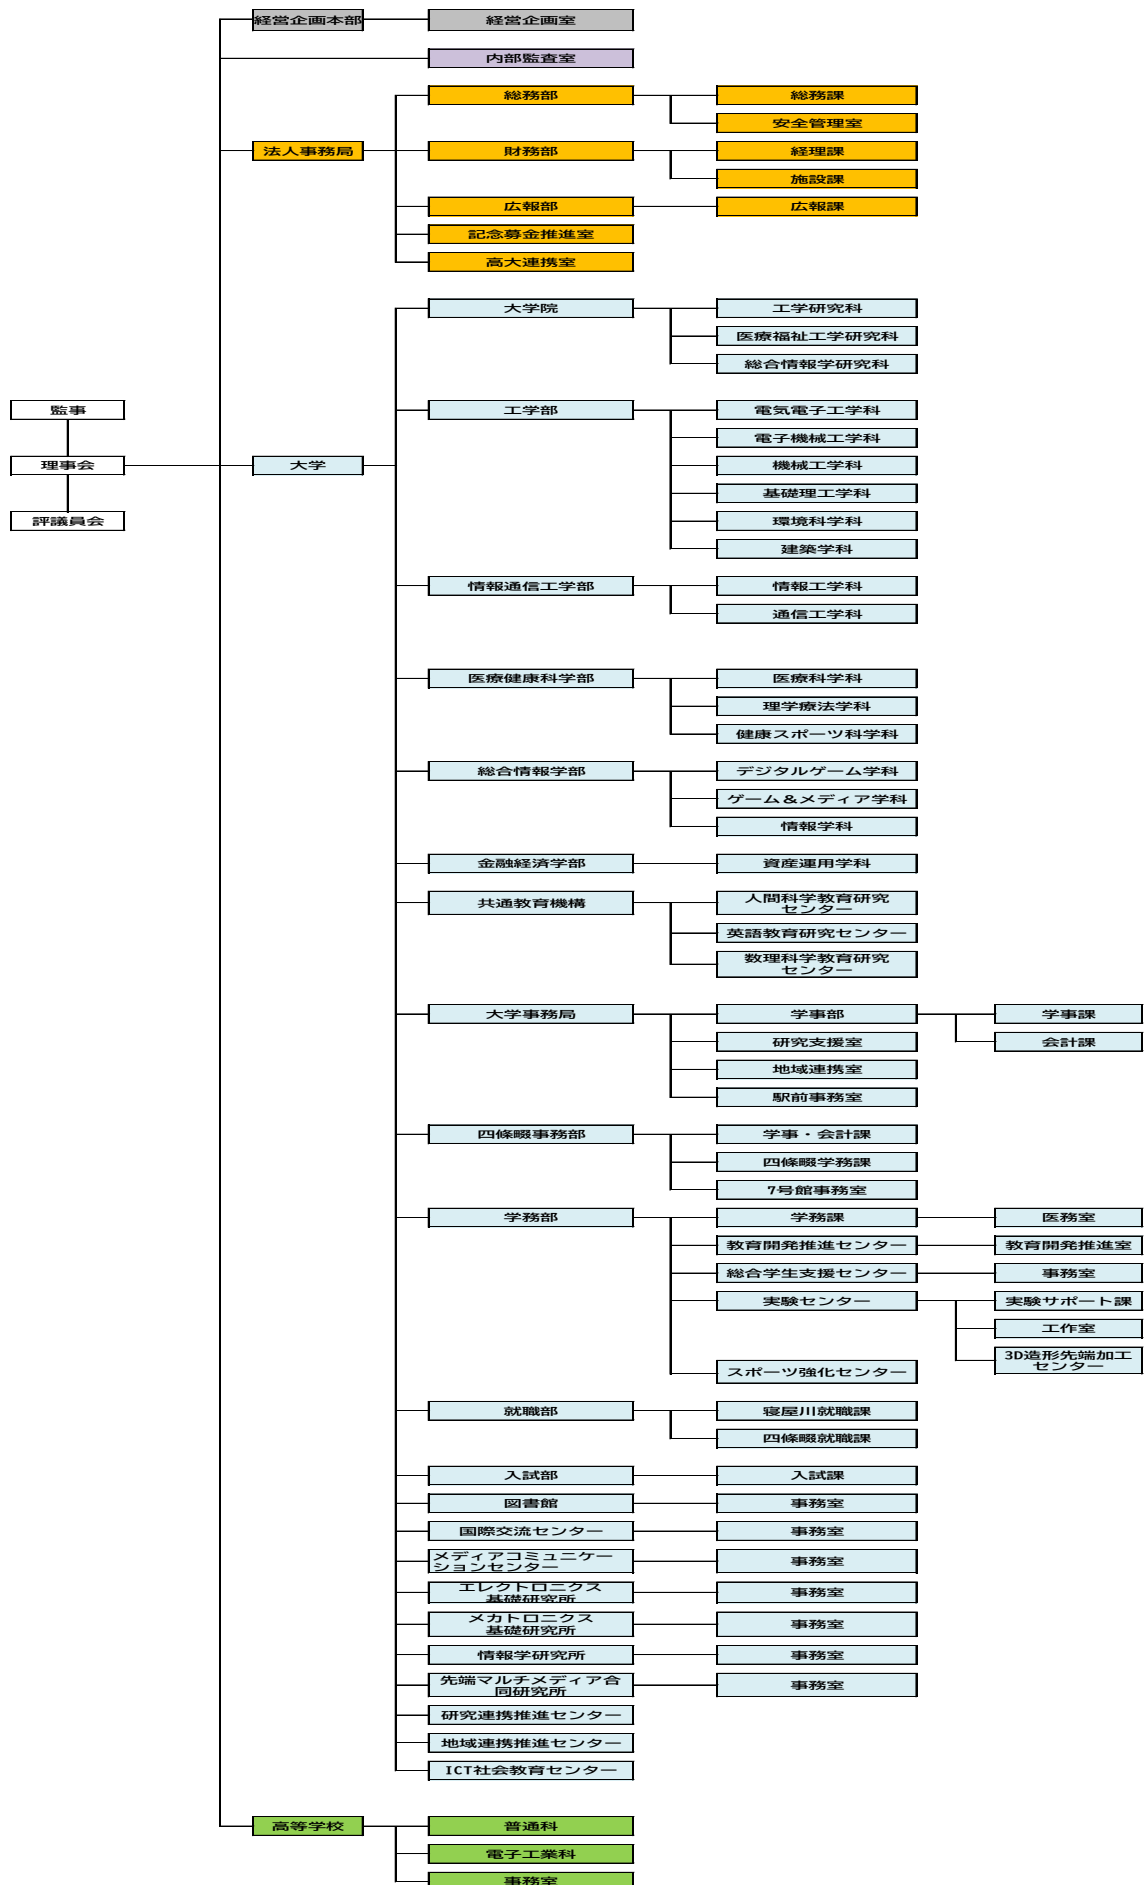 経営企画本部
経営企画室
内部監査室
総務部
総務課
安全管理室
法人事務局
財務部
経理課
施設課
広報部
広報課
記念募金推進室
高大連携室
大学院
工学研究科
医療福祉工学研究科
総合情報学研究科
監事
理事会
評議員会
大学
工学部
電気電子工学科
電子機械工学科
機械工学科
基礎理工学科
環境科学科
建築学科
情報通信工学部
情報工学科
通信工学科
医療健康科学部
医療科学科
理学療法学科
健康スポーツ科学科
総合情報学部
デジタルゲーム学科
ゲーム＆メディア学科
情報学科
金融経済学部
資産運用学科
共通教育機構
人間科学教育研究
センター
英語教育研究センター
数理科学教育研究
センター
大学事務局
学事部
学事課
会計課
研究支援室
地域連携室
駅前事務室
四條畷事務部
学事・会計課
四條畷学務課
7号館事務室
学務部
学務課
医務室
教育開発推進センター
教育開発推進室
総合学生支援センター
事務室
実験センター
実験サポート課
工作室
3D造形先端加工
センター
スポーツ強化センター
就職部
寝屋川就職課
四條畷就職課
入試部
入試課
図書館
事務室
国際交流センター
事務室
メディアコミュニケー
ションセンター
事務室
エレクトロニクス
基礎研究所
事務室
メカトロニクス
基礎研究所
事務室
情報学研究所
事務室
先端マルチメディア合
同研究所
事務室
研究連携推進センター
地域連携推進センター
ICT社会教育センター
高等学校
普通科
電子工業科
事務室